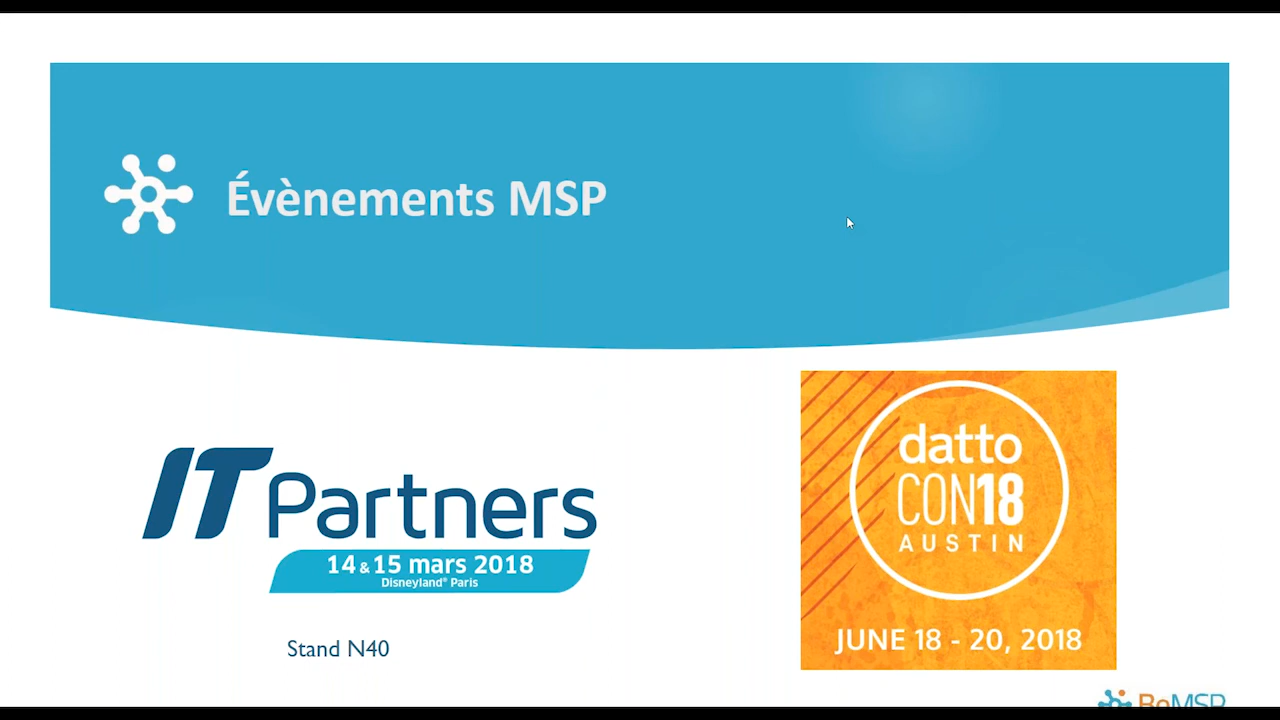 Évènements MSP
IT Partners
14 & 15 mars 2018
Disneyland® Paris
Stand N40
datto
CON18
AUSTIN
JUNE 18 - 20, 2018
BeMSP